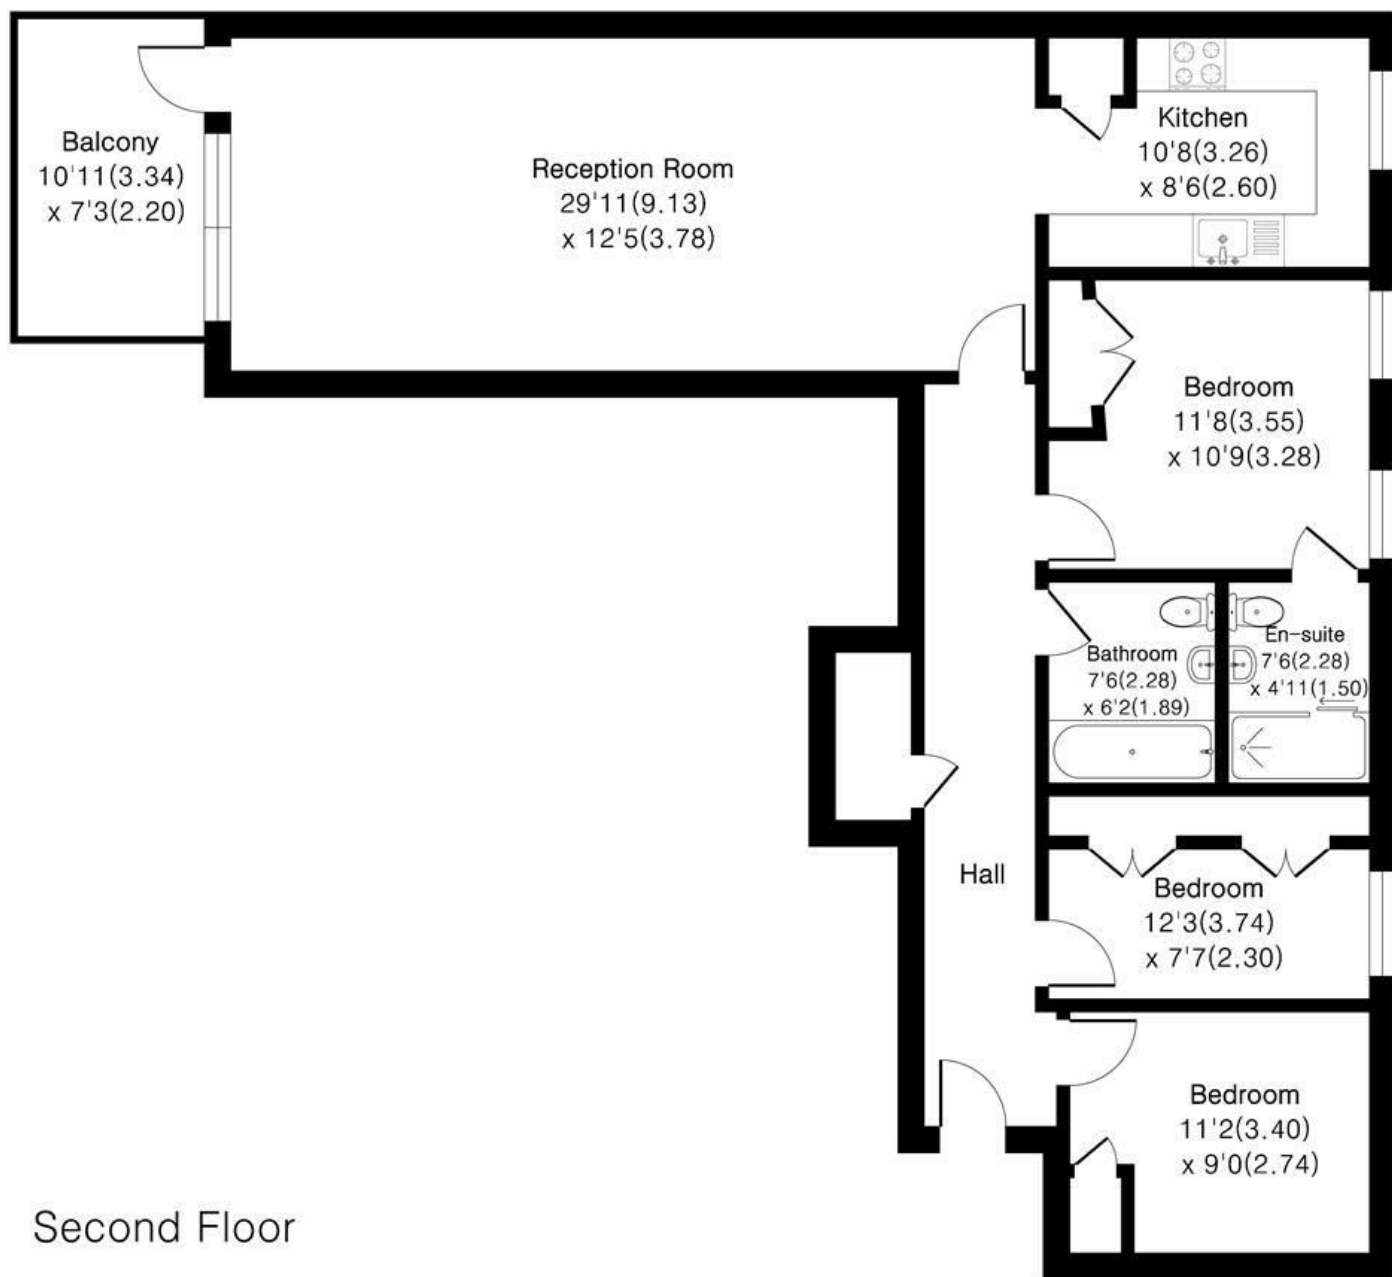 Balcony
10'11(3.34)
x 7'3(2.20)
Reception Room
29'11(9.13)
x 12'5(3.78)
Kitchen
10'8(3.26)
x 8'6(2.60)
Bedroom
11'8(3.55)
x 10'9(3.28)
Bathroom
7'6(2.28)
x 6'2(1.89)
En-suite
7'6(2.28)
x 4'11(1.50)
Hall
Bedroom
12'3(3.74)
x 7'7(2.30)
Bedroom
11'2(3.40)
x 9'0(2.74)
Second Floor